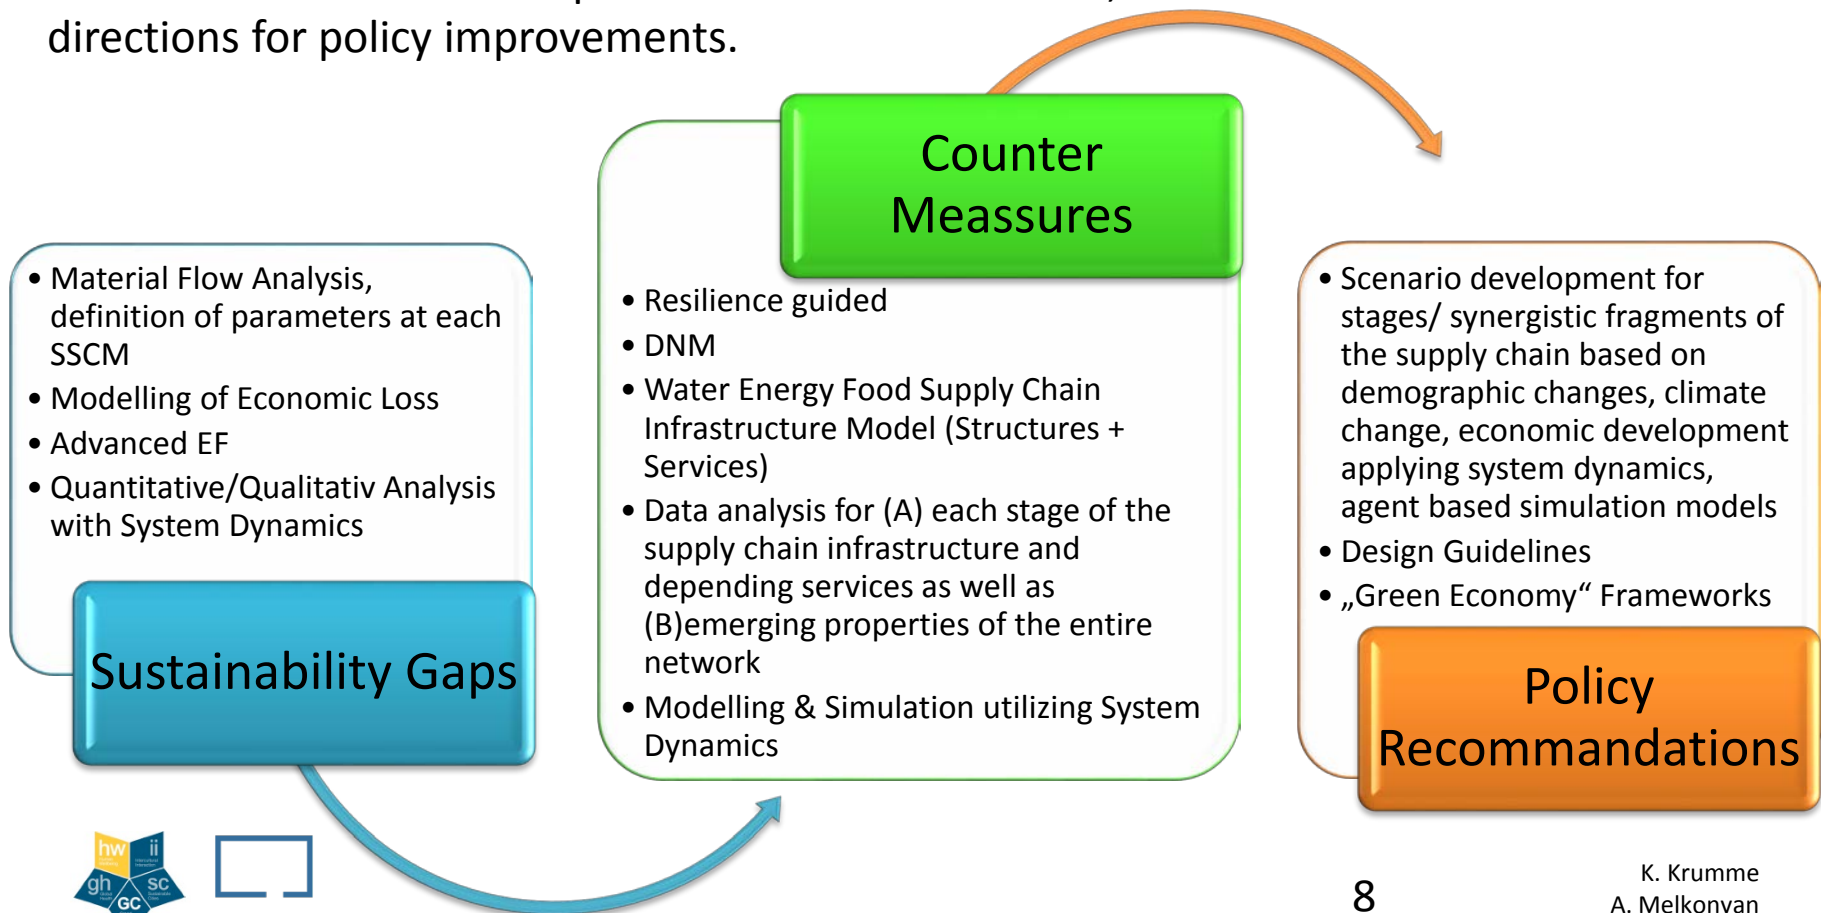 directions for policy improvements.
Counter
Meassures
• Material Flow Analysis,
definition of parameters at each
SSCM
• Modelling of Economic Loss
• Advanced EF
• Quantitative/Qualitativ Analysis
with System Dynamics
Sustainability Gaps
• Resilience guided
• DNM
• Water Energy Food Supply Chain
Infrastructure Model (Structures +
Services)
• Data analysis for (A) each stage of the
supply chain infrastructure and
depending services as well as
(B)emerging properties of the entire
network
• Modelling & Simulation utilizing System
Dynamics
• Scenario development for
stages/ synergistic fragments of
the supply chain based on
demographic changes, climate
change, economic development
applying system dynamics,
agent based simulation models
• Design Guidelines
• „Green Economy“ Frameworks
Policy
Recommandations
hw
ii
gh
sc
GC
8
K. Krumme
A. Melkonyan